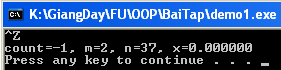 K:\GiangDay\FU\OOP\BaiTap\demo1.exe
^Z
count=-1, m=2, n=37, x=0.000000
Press any key to continue . . .